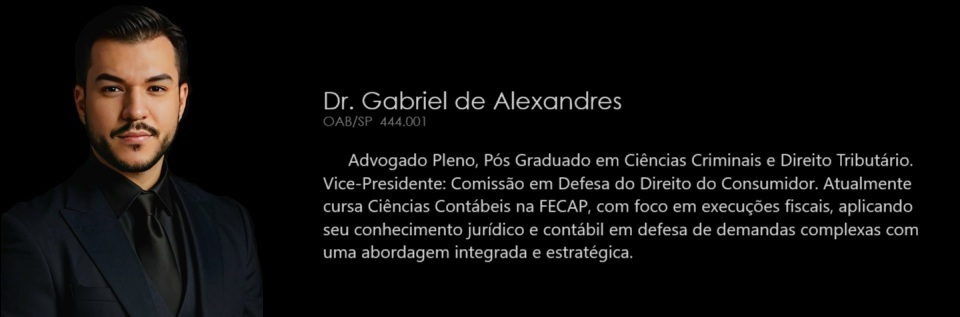 Dr. Gabriel de Alexandres
OAB/SP 444.001
Advogado Pleno, Pós Graduado em Ciências Criminais e Direito Tributário.
Vice-Presidente: Comissão em Defesa do Direito do Consumidor. Atualmente
cursa Ciências Contábeis na FECAP, com foco em execuções fiscais, aplicando
seu conhecimento jurídico e contábil em defesa de demandas complexas com
uma abordagem integrada e estratégica.